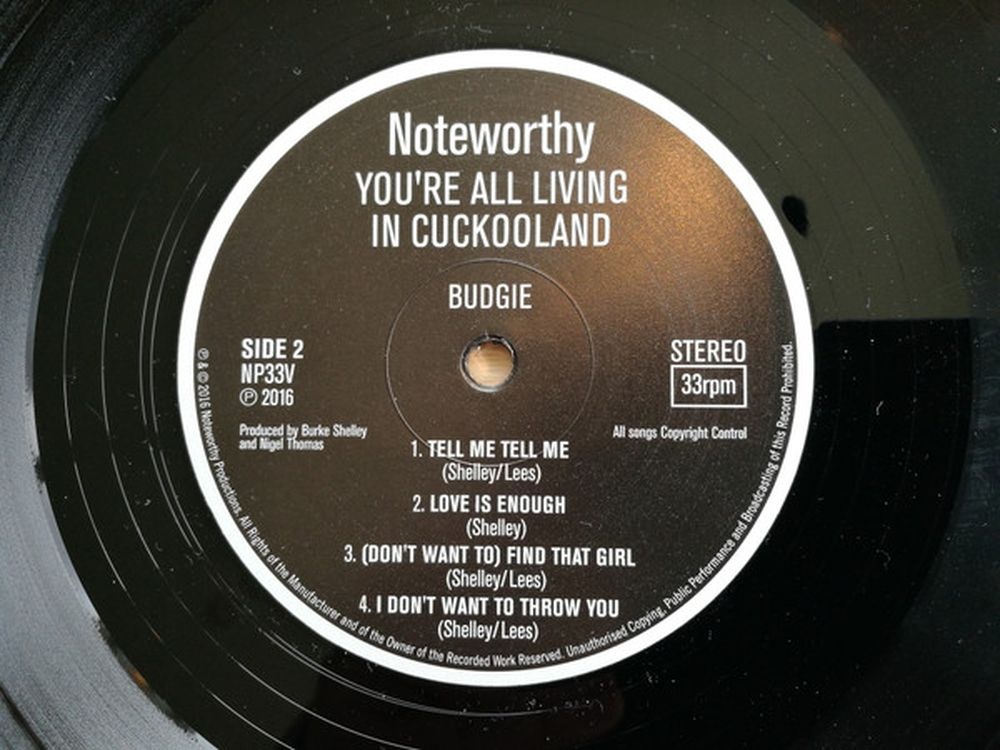 Noteworthy
YOU'RE ALL LIVING
IN CUCKOOLAND
BUDGIE
SIDE 2
NP33V
℗ 2016
Produced by Burke Shelley
and Nigel Thomas
STEREO
33rpm
All songs Copyright Control
1. TELL ME TELL ME
(Shelley/Lees)
2. LOVE IS ENOUGH
(Shelley)
3. (DON'T WANT TO) FIND THAT GIRL
(Shelley/Lees)
4. I DON'T WANT TO THROW YOU
(Shelley/Lees)
℗ & © 2016 Noteworthy Productions. All Rights of the Manufacturer and of the Owner of the Recorded Work Reserved. Unauthorised Copying, Public Performance and Broadcasting of this Record Prohibited.